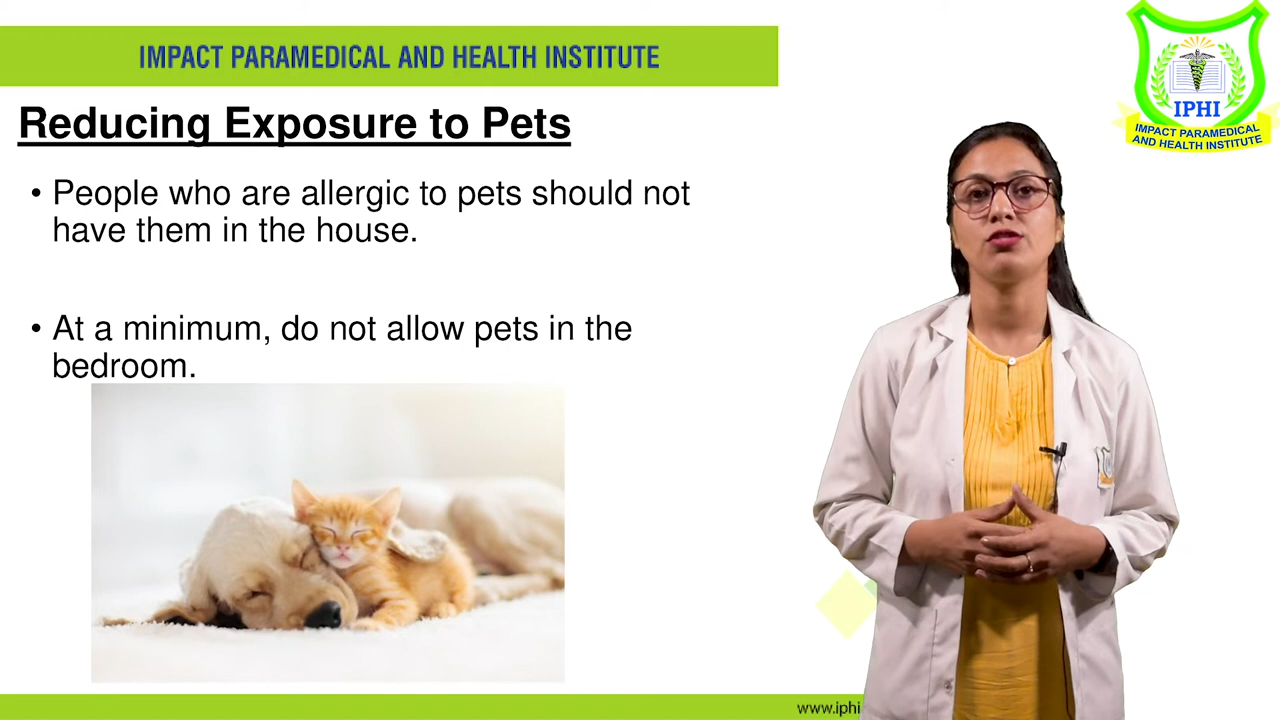 IMPACT PARAMEDICAL AND HEALTH INSTITUTE
IPHI
IMPACT PARAMEDICAL
AND HEALTH INSTITUTE
Reducing Exposure to Pets
• People who are allergic to pets should not
have them in the house.
• At a minimum, do not allow pets in the
bedroom.
www.iphi